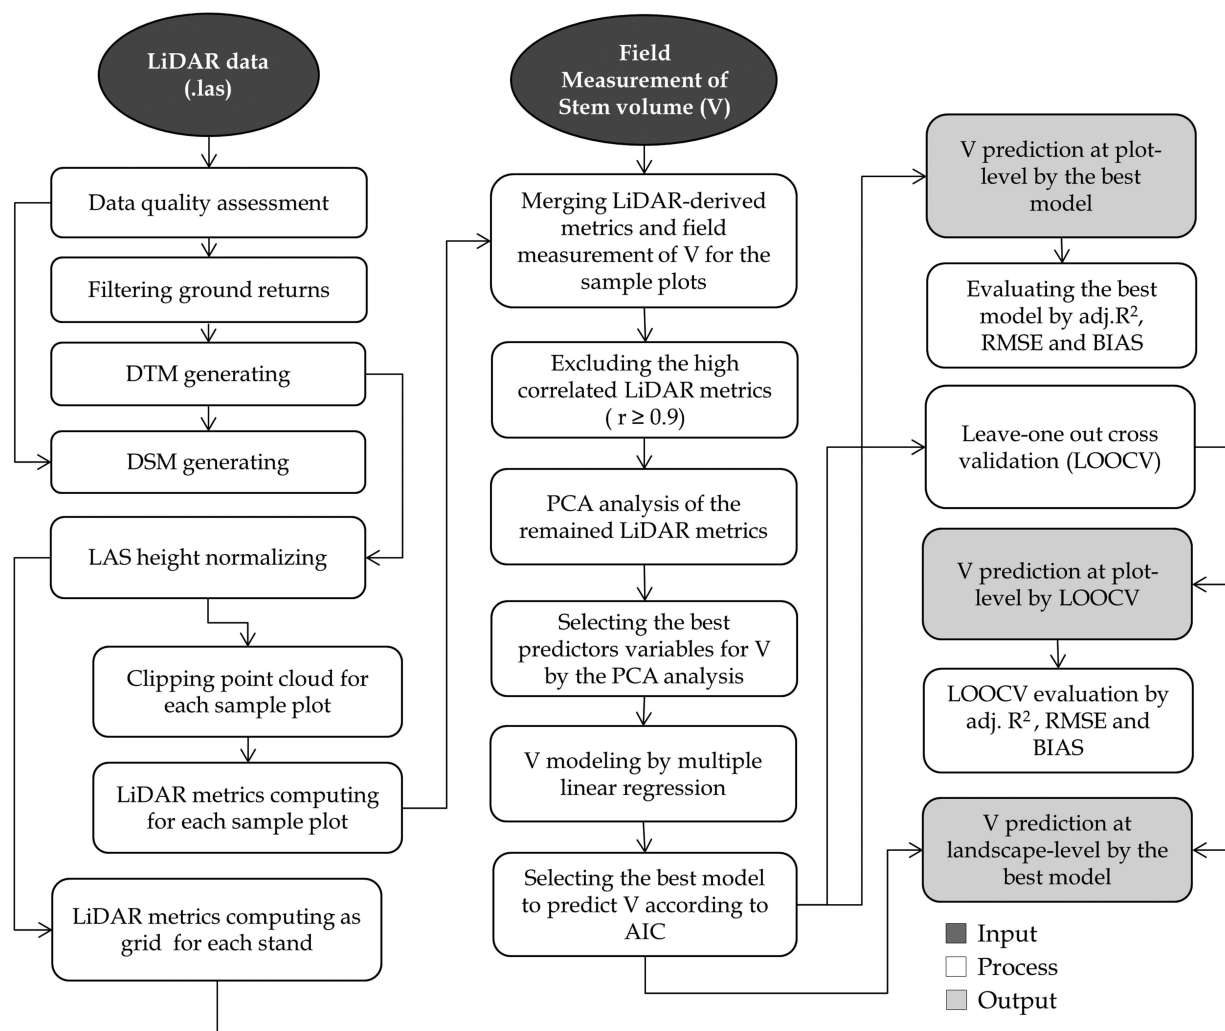 LiDAR data
(.las)
Data quality assessment
Filtering ground returns
DTM generating
DSM generating
LAS height normalizing
Clipping point cloud for
each sample plot
LiDAR metrics computing
for each sample plot
LiDAR metrics computing as
grid for each stand
Field
Measurement of
Stem volume (V)
Merging LiDAR-derived
metrics and field
measurement of V for the
sample plots
Excluding the high
correlated LiDAR metrics
( r ≥ 0.9)
PCA analysis of the
remained LiDAR metrics
Selecting the best
predictors variables for V
by the PCA analysis
V modeling by multiple
linear regression
Selecting the best model
to predict V according to
AIC
V prediction at plot-
level by the best
model
Evaluating the best
model by adj.R², 
RMSE and BIAS
Leave-one out cross
validation (LOOCV)
V prediction at plot-
level by LOOCV
LOOCV evaluation by
adj. R² , RMSE and
BIAS
V prediction at
landscape-level by the
best model
Input
Process
Output